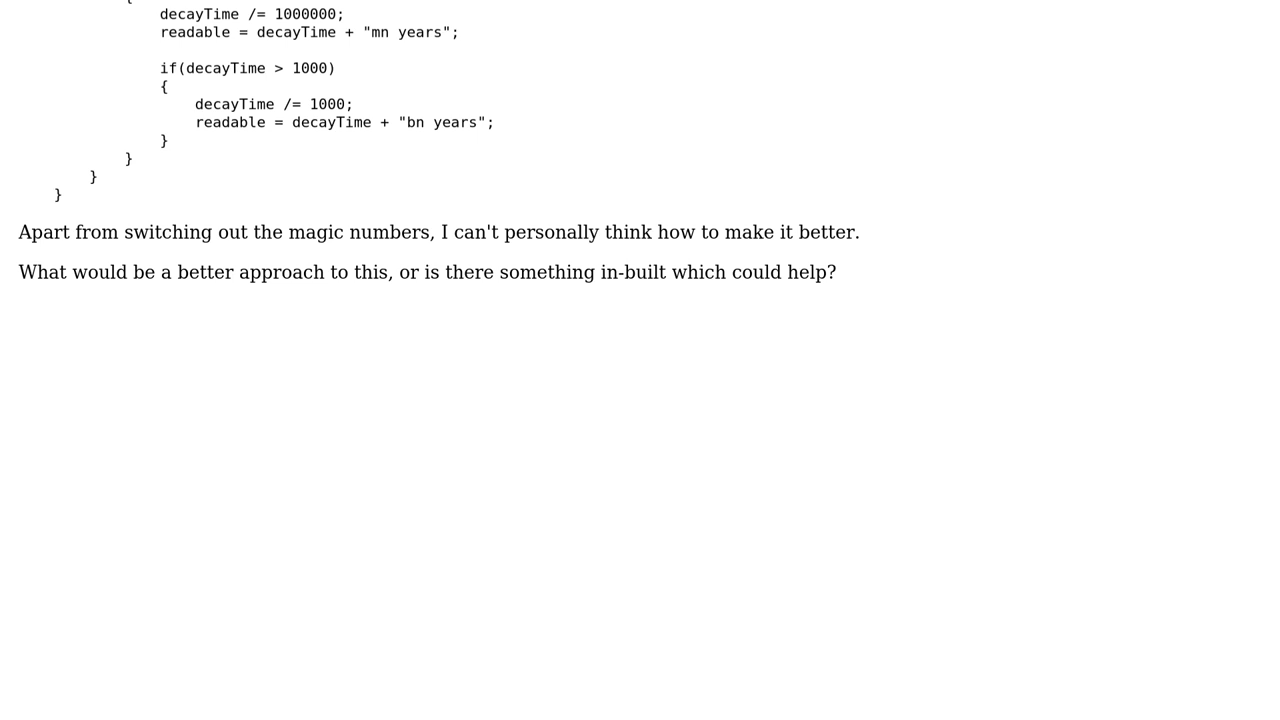 {
decayTime /= 1000000;
readable = decayTime + "mn years";
if(decayTime > 1000)
{
decayTime /= 1000;
readable = decayTime + "bn years";
}
}
}
}
Apart from switching out the magic numbers, I can't personally think how to make it better.
What would be a better approach to this, or is there something in-built which could help?